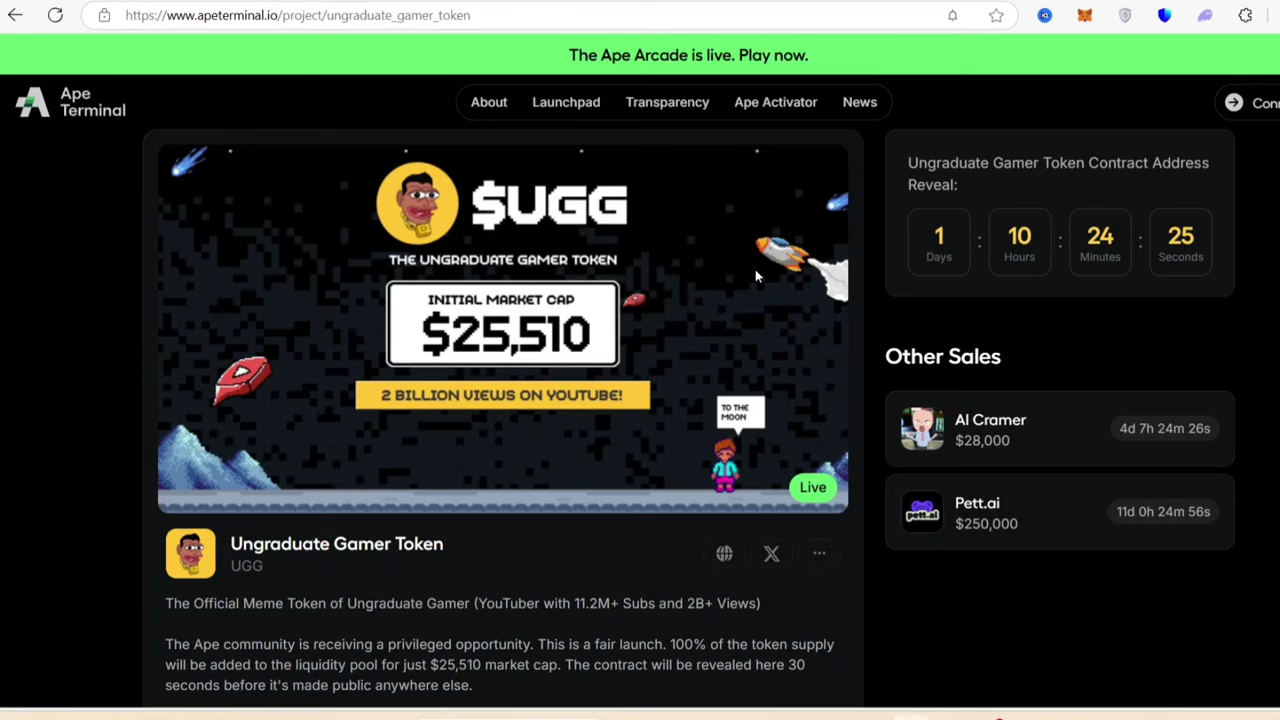 https://www.apeterminal.io/project/ungraduate_gamer_token
The Ape Arcade is live. Play now.
Ape
Terminal
About
Launchpad
Transparency
Ape Activator
News
$UGG
THE UNGRADUATE GAMER TOKEN
INITIAL MARKET CAP
$25,510
2 BILLION VIEWS ON YOUTUBE!
TO THE
MOON
Live
Ungraduate Gamer Token
UGG
The Official Meme Token of Ungraduate Gamer (YouTuber with 11.2M+ Subs and 2B+ Views)
The Ape community is receiving a privileged opportunity. This is a fair launch. 100% of the token supply
will be added to the liquidity pool for just $25,510 market cap. The contract will be revealed here 30
seconds before it's made public anywhere else.
Ungraduate Gamer Token Contract Address
Reveal:
1 : 10 : 24 : 25
Days Hours Minutes Seconds
Other Sales
AI Cramer
$28,000
4d 7h 24m 26s
pett.ai
Pett.ai
$250,000
11d 0h 24m 56s